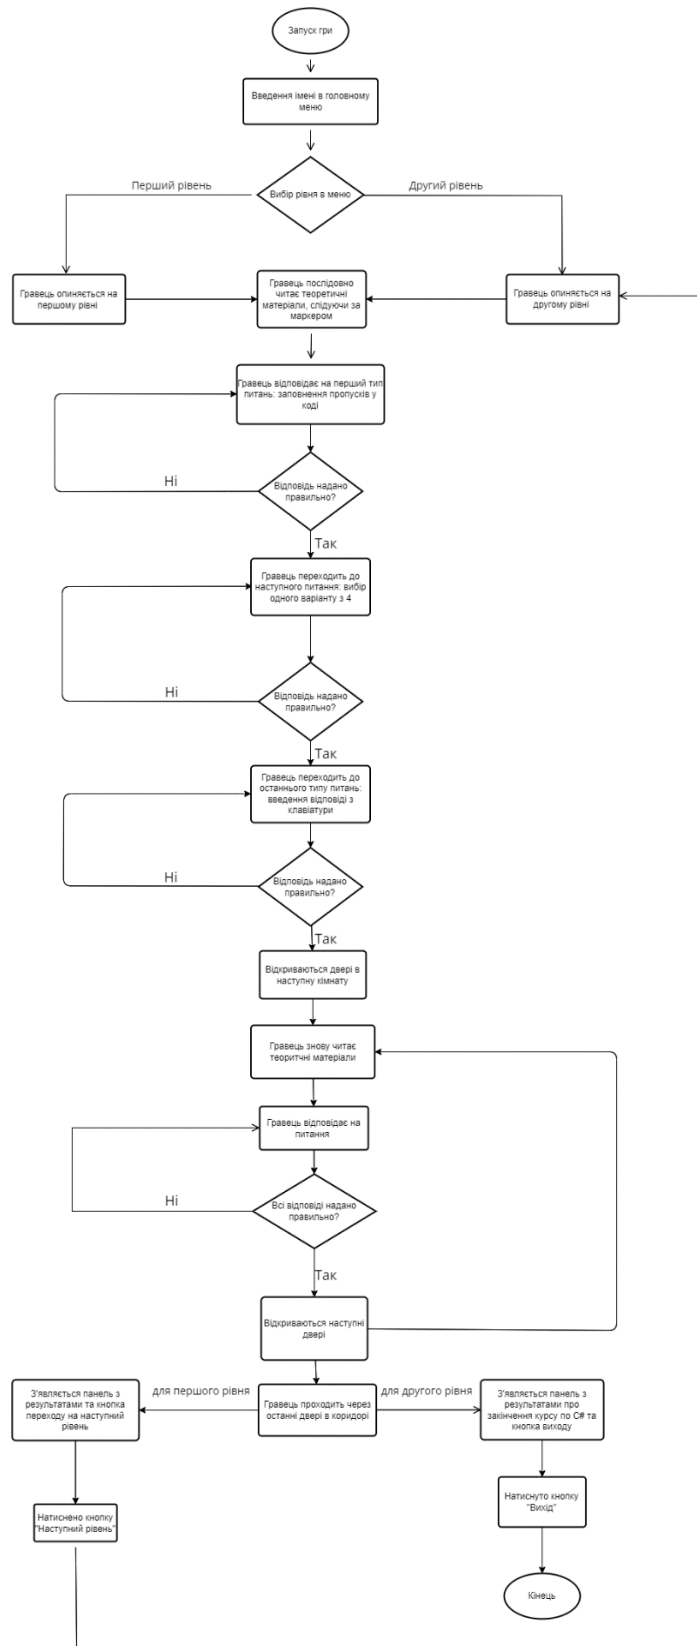 Запуск гри
Введення імені в головному
меню
Перший рівень
Вибір рівня в меню
Другий рівень
Гравець опиняється на
першому рівні
Гравець послідовно
читає теоретичні
матеріали, слідуючи за
маркером
Гравець опиняється на
другому рівні
Гравець відповідає на перший тип
питань: заповнення пропусків у
коді
Ні
Відповідь надано
правильно?
Так
Гравець переходить до
наступного питання: вибір
одного варіанту з 4
Ні
Відповідь надано
правильно?
Так
Гравець переходить до
останнього типу питань:
введення відповіді з
клавіатури
Ні
Відповідь надано
правильно?
Так
Відкриваються двері в
наступну кімнату
Гравець знову читає
теоритчні матеріали
Гравець відповідає на
питання
Ні
Всі відповіді надано
правильно?
Так
Відкриваються наступні
двері
З'являється панель з
результатами та кнопка
переходу на наступний
рівень
для першого рівня
Гравець проходить через
останні двері в коридорі
для другого рівня
З'являється панель з
результатами про
закінчення курсу по C# та
кнопка виходу
Натиснено кнопку
"Наступний рівень"
Натиснуто кнопку
"Вихід"
Кінець